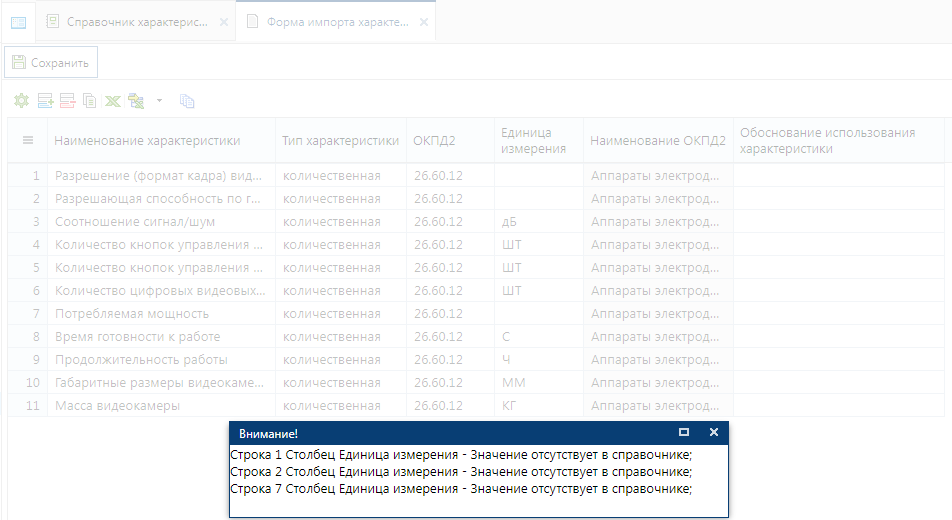 Справочник характерис...
Форма импорта характе...
Сохранить
Наименование характеристики Тип характеристики ОКПД2 Единица измерения Наименование ОКПД2 Обоснование использования характеристики
1 Разрешение (формат кадра) вид... количественная 26.60.12 Аппараты электрод...
2 Разрешающая способность по г... количественная 26.60.12 Аппараты электрод...
3 Соотношение сигнал/шум количественная 26.60.12 дБ Аппараты электрод...
4 Количество кнопок управления ... количественная 26.60.12 ШТ Аппараты электрод...
5 Количество кнопок управления ... количественная 26.60.12 ШТ Аппараты электрод...
6 Количество цифровых видеовых... количественная 26.60.12 ШТ Аппараты электрод...
7 Потребляемая мощность количественная 26.60.12 Аппараты электрод...
8 Время готовности к работе количественная 26.60.12 С Аппараты электрод...
9 Продолжительность работы количественная 26.60.12 Ч Аппараты электрод...
10 Габаритные размеры видеокаме... количественная 26.60.12 ММ Аппараты электрод...
11 Масса видеокамеры количественная 26.60.12 КГ Аппараты электрод...
Внимание!
Строка 1 Столбец Единица измерения - Значение отсутствует в справочнике;
Строка 2 Столбец Единица измерения - Значение отсутствует в справочнике;
Строка 7 Столбец Единица измерения - Значение отсутствует в справочнике;